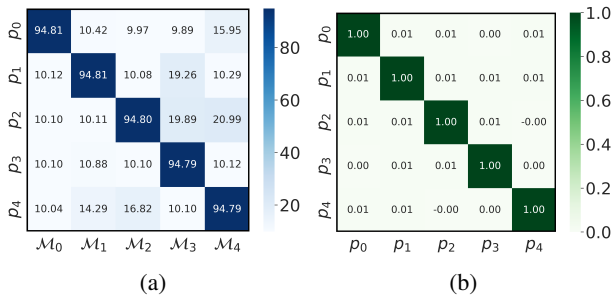 p₀ 94.81 10.42 9.97 9.89 15.95
p₁ 10.12 94.81 10.08 19.26 10.29
p₂ 10.10 10.11 94.80 19.89 20.99
p₃ 10.10 10.88 10.10 94.79 10.12
p₄ 10.04 14.29 16.82 10.10 94.79
ℳ₀ ℳ₁ ℳ₂ ℳ₃ ℳ₄
80
60
40
20
(a)
p₀ 1.00 0.01 0.01 0.00 0.01
p₁ 0.01 1.00 0.01 0.01 0.01
p₂ 0.01 0.01 1.00 0.01 -0.00
p₃ 0.00 0.01 0.01 1.00 0.00
p₄ 0.01 0.01 -0.00 0.00 1.00
p₀ p₁ p₂ p₃ p₄
1.0
0.8
0.6
0.4
0.2
0.0
(b)